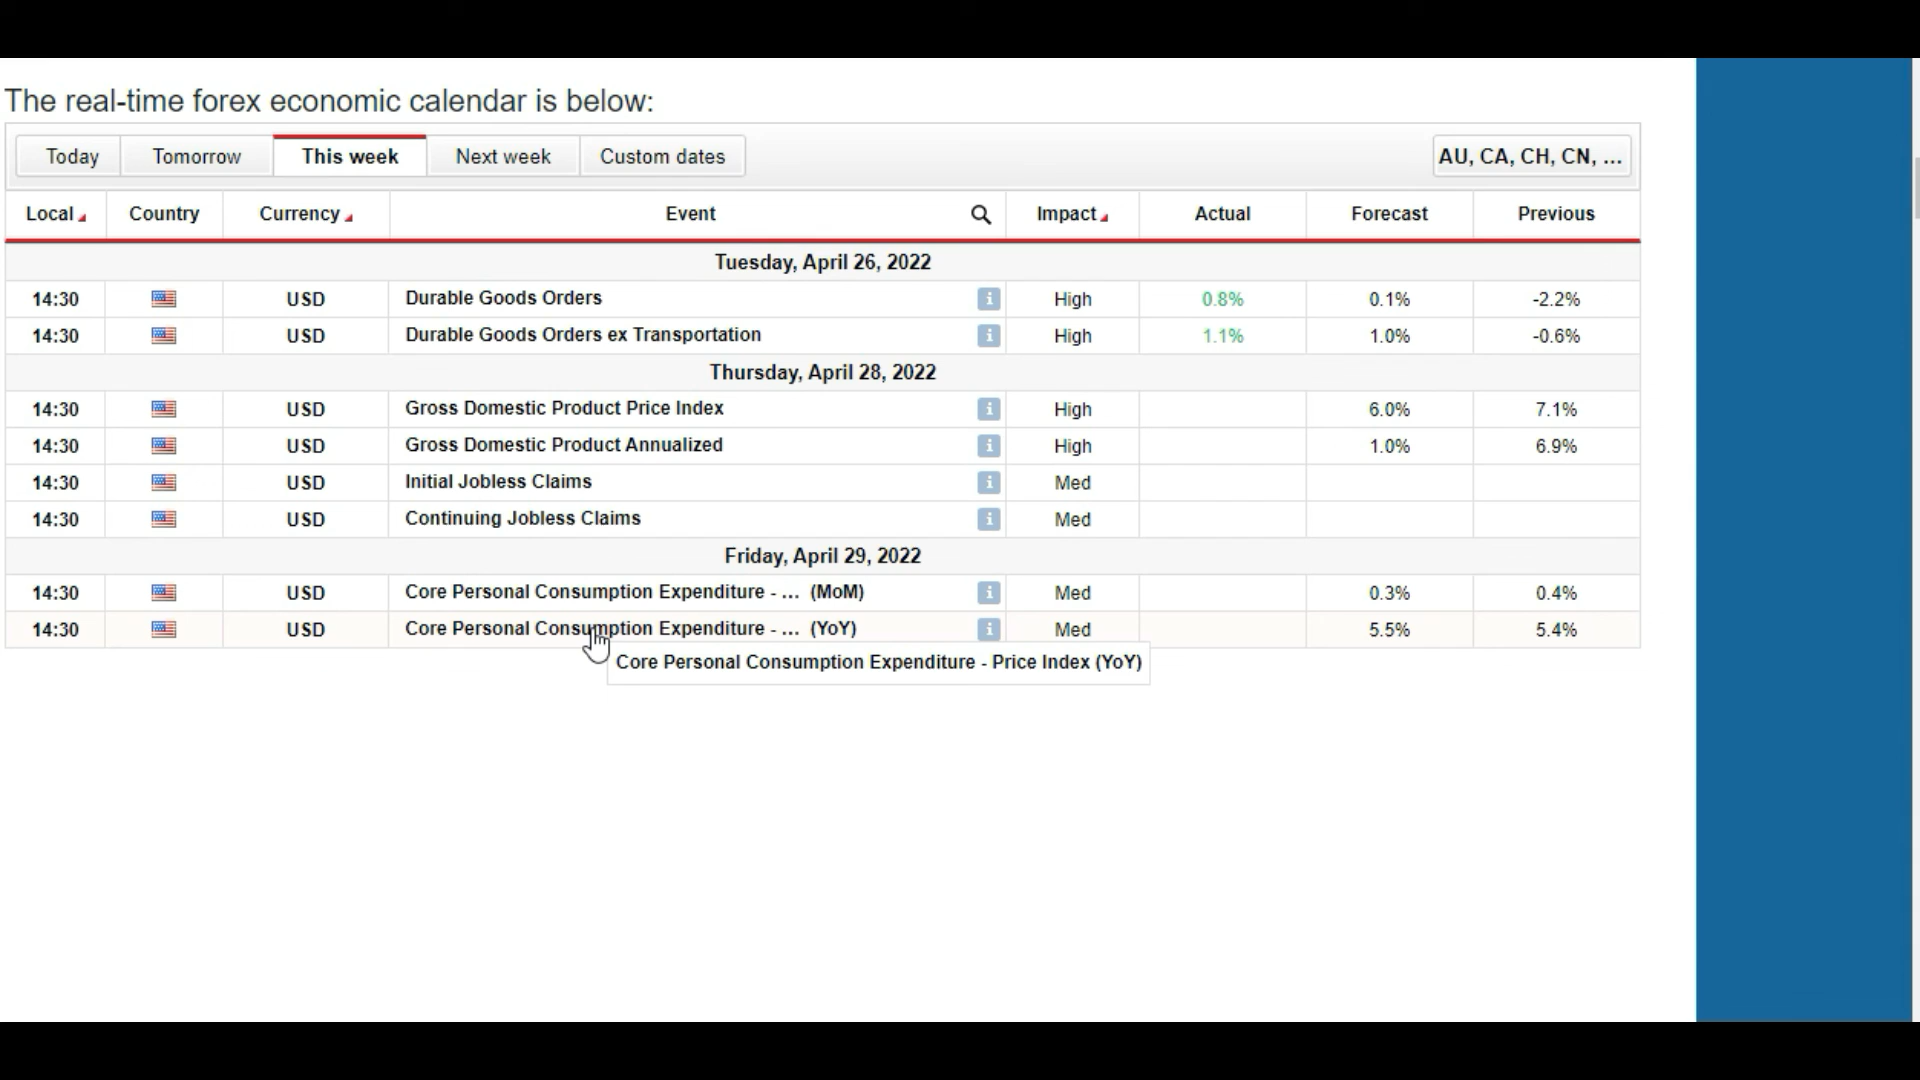 The real-time forex economic calendar is below:
Today Tomorrow This week Next week Custom dates AU, CA, CH, CN, ...
Local Country Currency Event Impact Actual Forecast Previous
Tuesday, April 26, 2022
14:30 USD Durable Goods Orders i High 0.8% 0.1% -2.2%
14:30 USD Durable Goods Orders ex Transportation i High 1.1% 1.0% -0.6%
Thursday, April 28, 2022
14:30 USD Gross Domestic Product Price Index i High 6.0% 7.1%
14:30 USD Gross Domestic Product Annualized i High 1.0% 6.9%
14:30 USD Initial Jobless Claims i Med
14:30 USD Continuing Jobless Claims i Med
Friday, April 29, 2022
14:30 USD Core Personal Consumption Expenditure - ... (MoM) i Med 0.3% 0.4%
14:30 USD Core Personal Consumption Expenditure - ... (YoY) i Med 5.5% 5.4%
Core Personal Consumption Expenditure - Price Index (YoY)